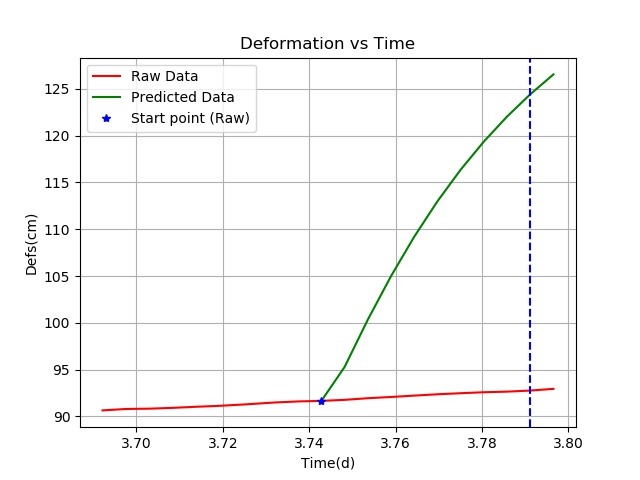 Deformation vs Time
Raw Data
Predicted Data
Start point (Raw)
Defs(cm)
125
120
115
110
105
100
95
90
3.70 3.72 3.74 3.76 3.78 3.80
Time(d)